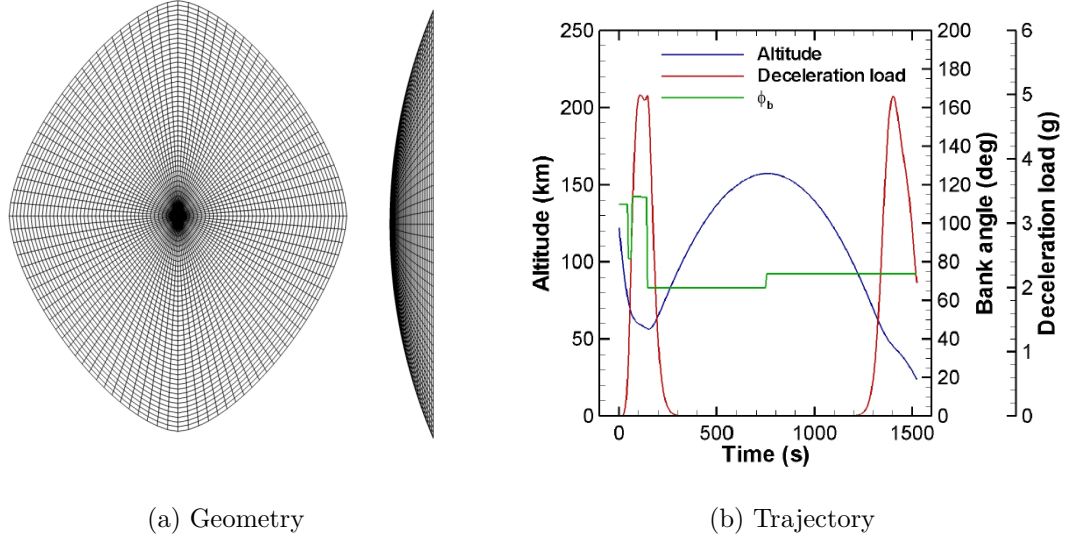 250
200
150
100
50
0
Altitude (km)
Altitude
Deceleration load
ϕb
200
180
160
140
120
100
80
60
40
20
0
Bank angle (deg)
6
5
4
3
2
1
0
Deceleration load (g)
0 500 1000 1500
Time (s)
(a) Geometry
(b) Trajectory